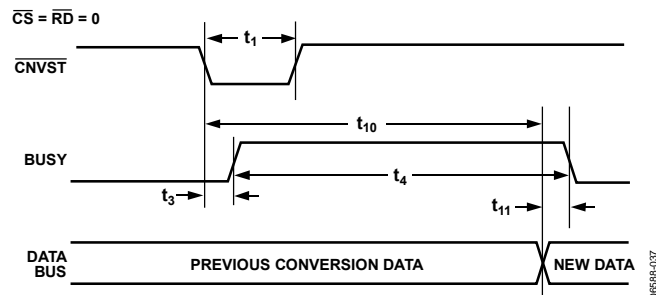 CS = RD = 0
t1
CNVST
t10
BUSY
t4
t3
t11
DATA
BUS
PREVIOUS CONVERSION DATA
NEW DATA
06588-037